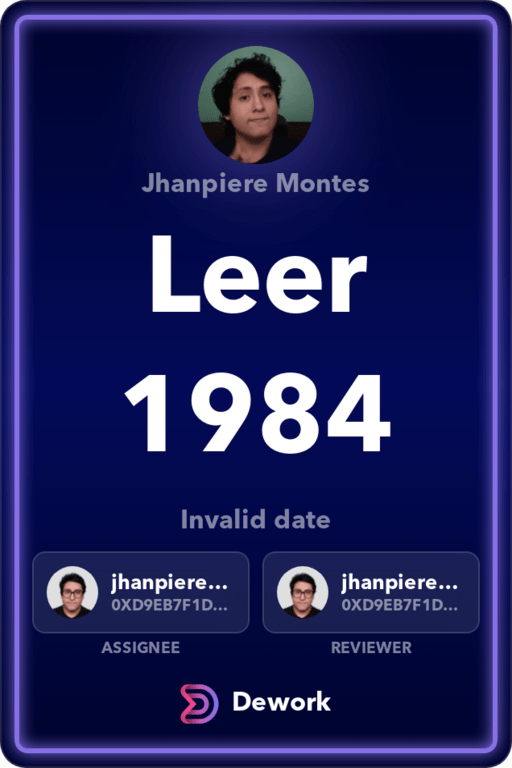 Jhanpiere Montes
Leer
1984
Invalid date
jhanpiere... jhanpiere...
0XD9EB7F1D... 0XD9EB7F1D...
ASSIGNEE REVIEWER
Dework